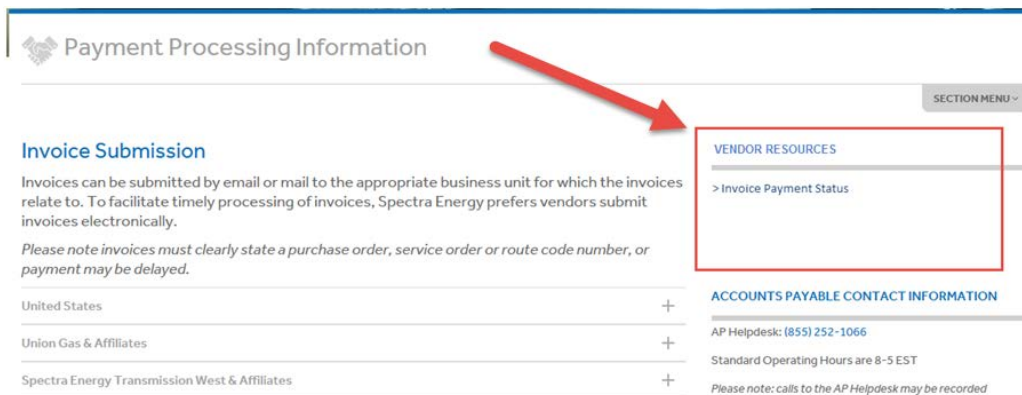 Payment Processing Information
SECTION MENU
Invoice Submission
Invoices can be submitted by email or mail to the appropriate business unit for which the invoices
relate to. To facilitate timely processing of invoices, Spectra Energy prefers vendors submit
invoices electronically.
Please note invoices must clearly state a purchase order, service order or route code number, or
payment may be delayed.
United States +
Union Gas & Affiliates +
Spectra Energy Transmission West & Affiliates +
VENDOR RESOURCES
> Invoice Payment Status
ACCOUNTS PAYABLE CONTACT INFORMATION
AP Helpdesk: (855) 252-1066
Standard Operating Hours are 8-5 EST
Please note: calls to the AP Helpdesk may be recorded